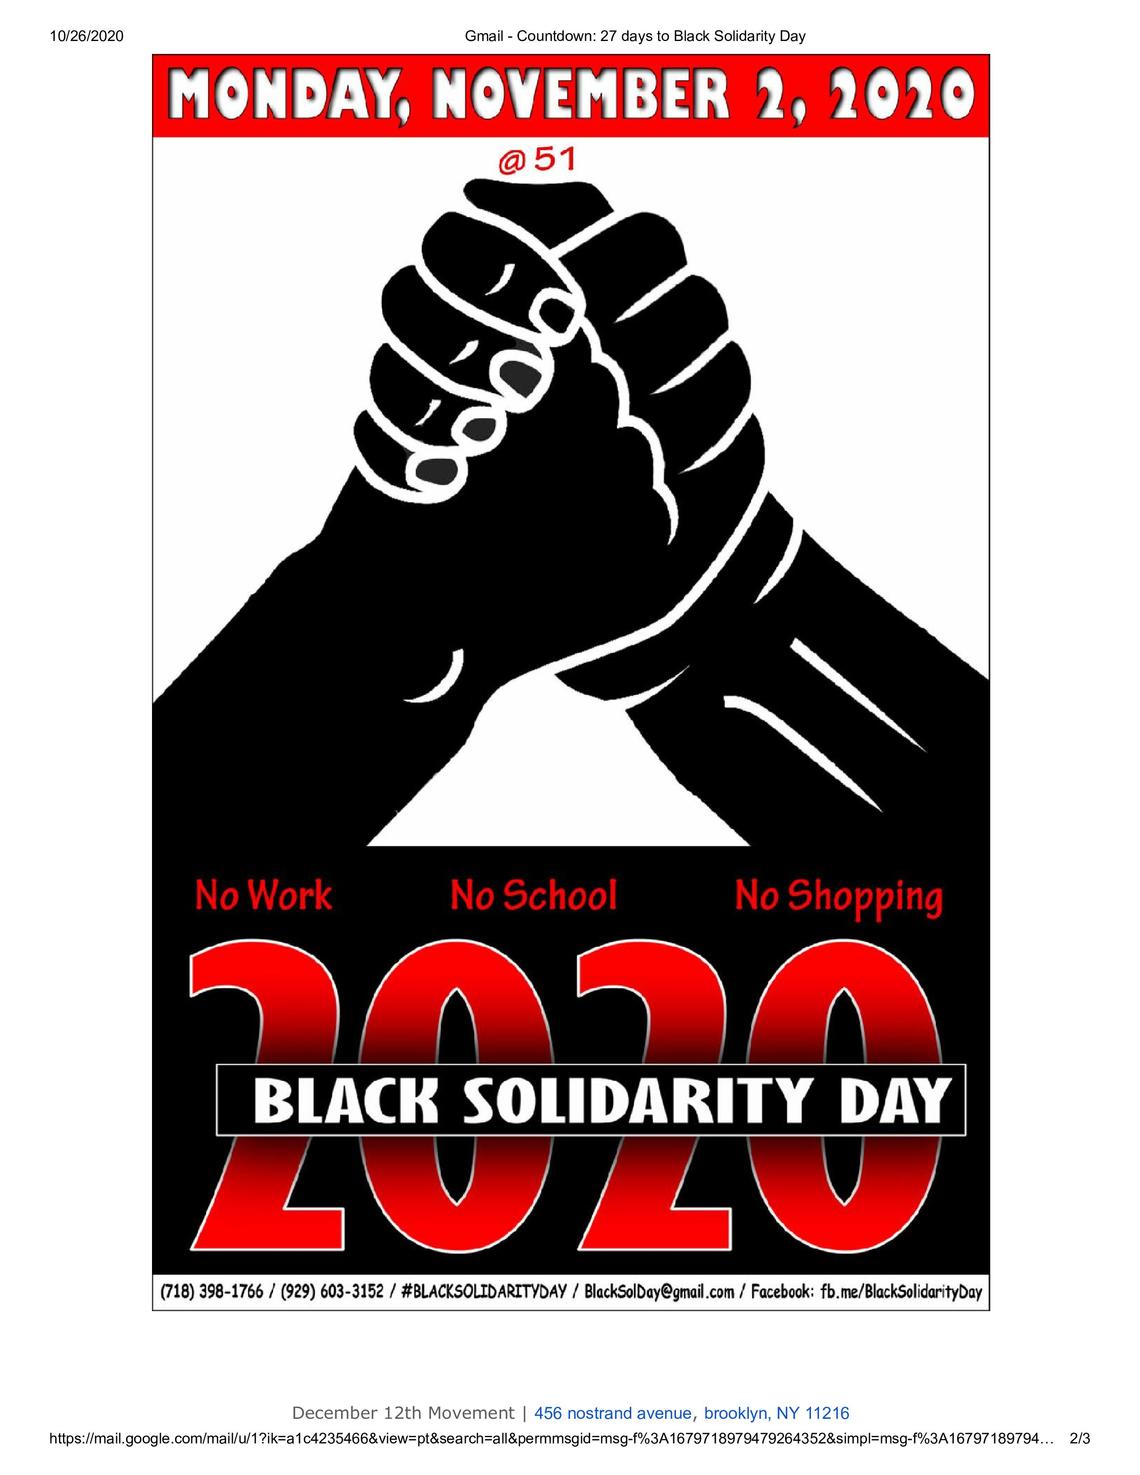 10/26/2020 Gmail - Countdown: 27 days to Black Solidarity Day
MONDAY, NOVEMBER 2, 2020
@ 51
No Work No School No Shopping
2020
BLACK SOLIDARITY DAY
(718) 398-1766 / (929) 603-3152 / #BLACKSOLIDARITYDAY / BlackSolDay@gmail.com / Facebook: fb.me/BlackSolidarityDay
December 12th Movement | 456 nostrand avenue, brooklyn, NY 11216
https://mail.google.com/mail/u/1?ik=a1c4235466&view=pt&search=all&permmsgid=msg-f%3A1679718979479264352&simpl=msg-f%3A16797189794… 2/3